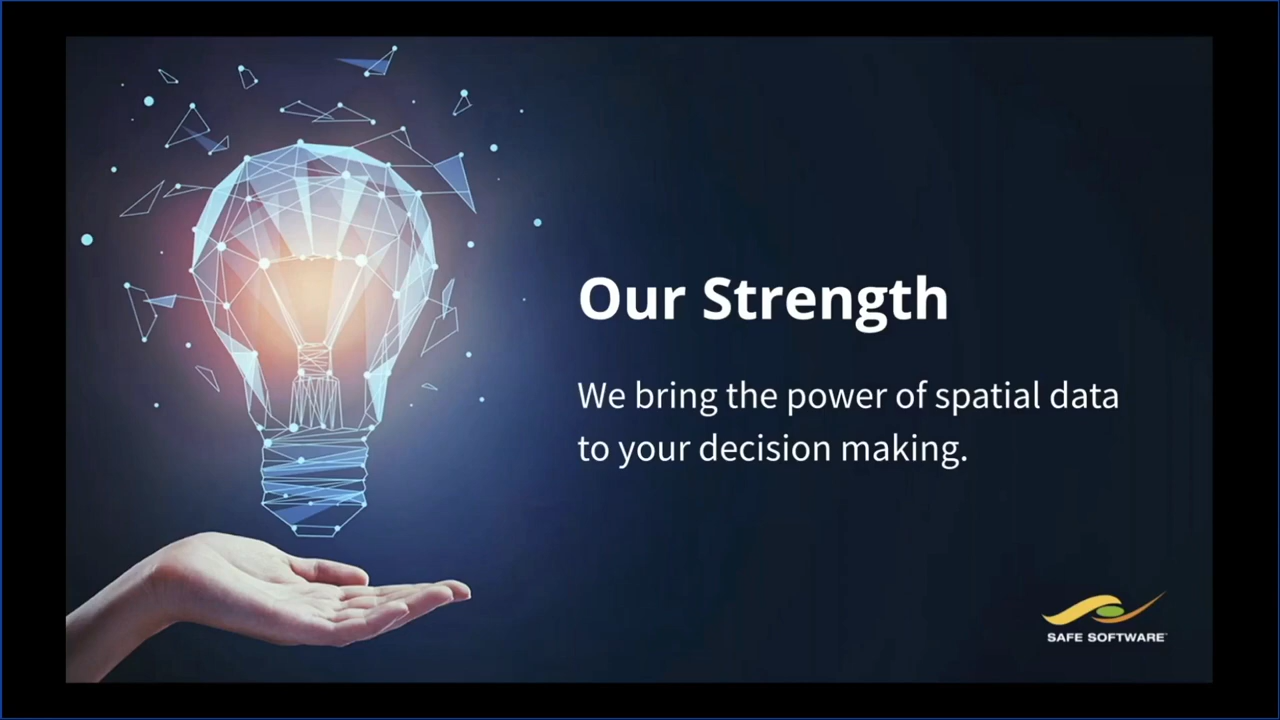 Our Strength
We bring the power of spatial data
to your decision making.
SAFE SOFTWARE